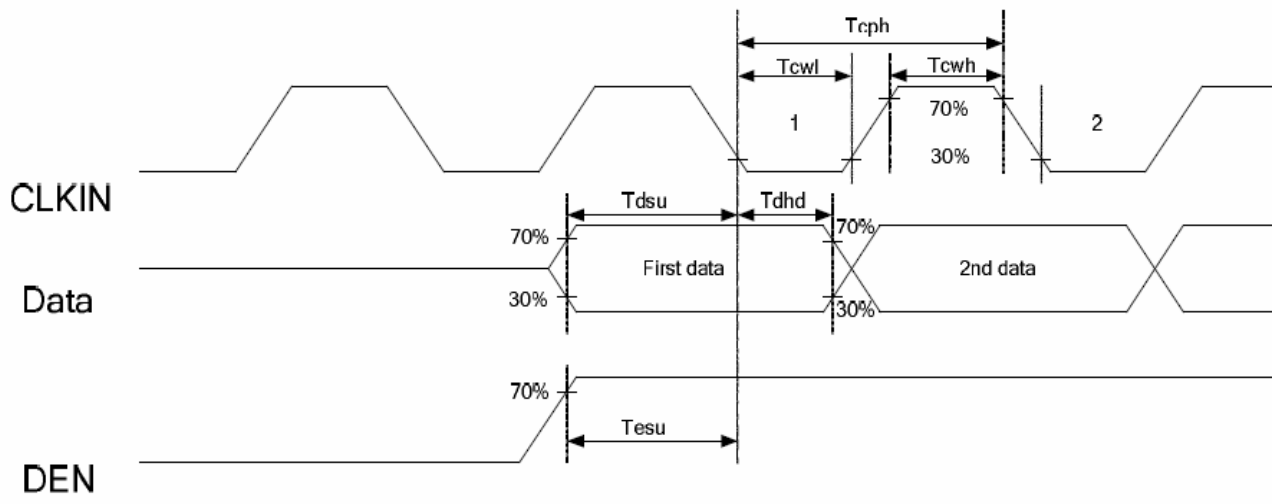 Tcph
Tcwl Tcwh
1 70% 2
30%
CLKIN
Tdsu Tdhd
70% 70%
First data 2nd data
Data
30% 30%
70%
Tesu
DEN